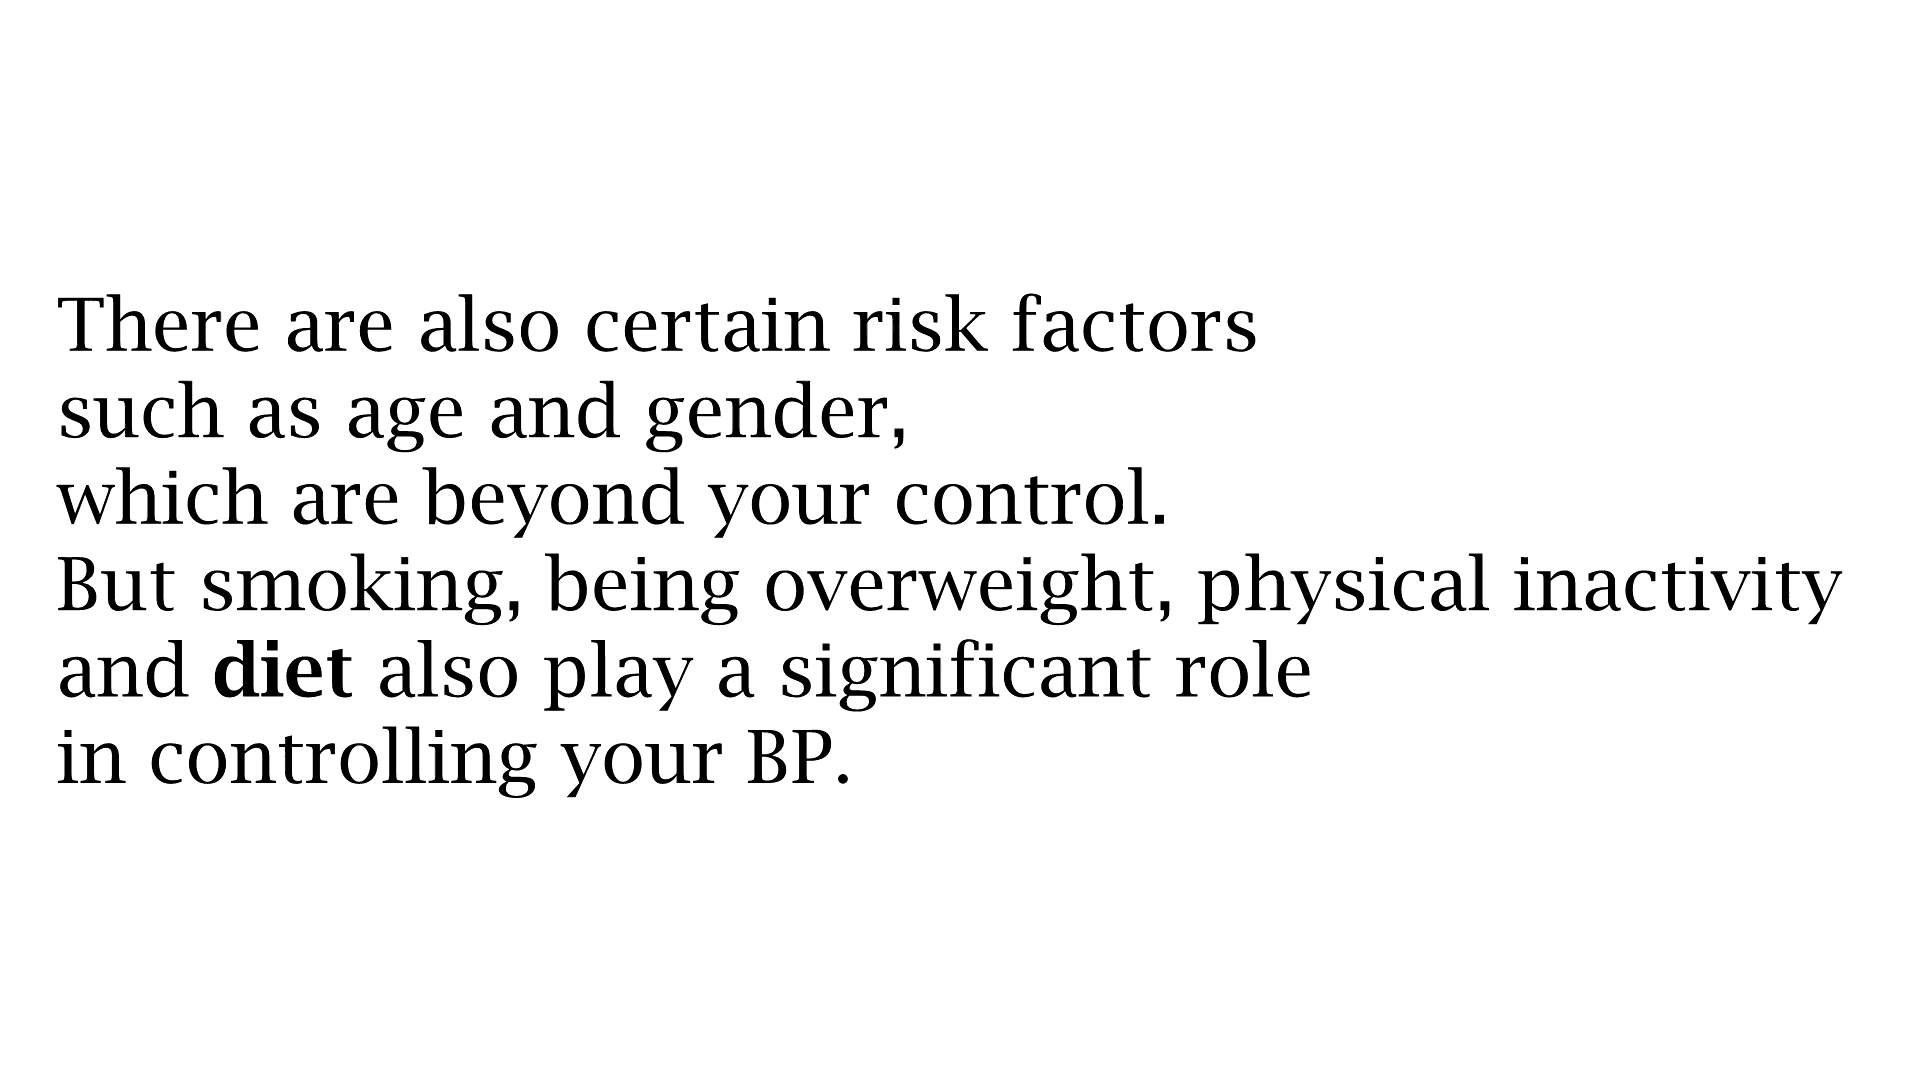 There are also certain risk factors
such as age and gender,
which are beyond your control.
But smoking, being overweight, physical inactivity
and diet also play a significant role
in controlling your BP.